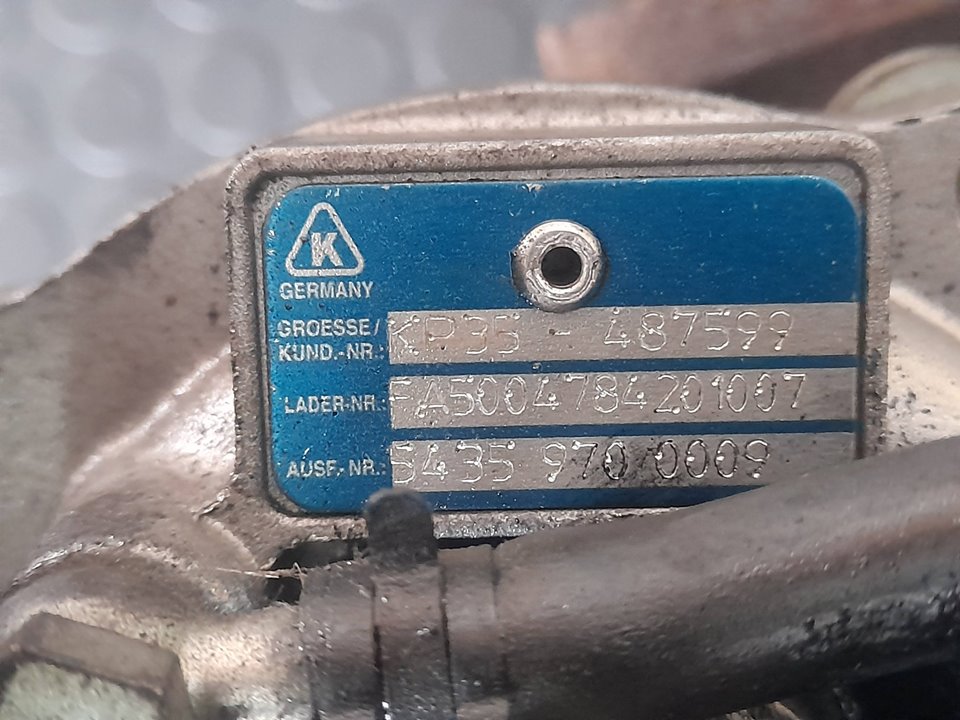 K
GERMANY
GROESSE/
KUND.-NR.: KP35 - 487599
LADER-NR.: FA5004784201007
AUSF.-NR.: 5435 970 0009